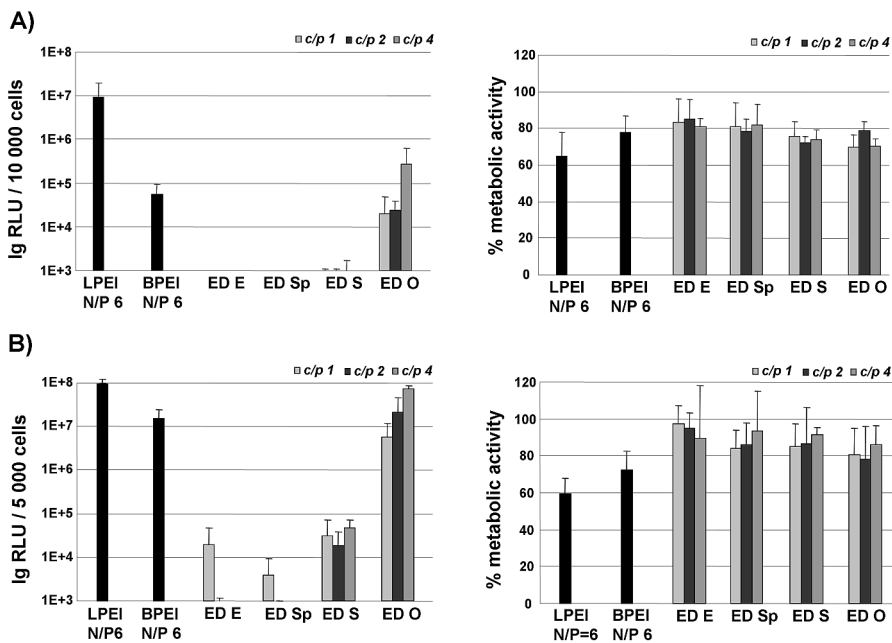 A)
c/p 1 c/p 2 c/p 4
lg RLU / 10 000 cells
1E+8
1E+7
1E+6
1E+5
1E+4
1E+3
LPEI BPEI ED E ED Sp ED S ED O
N/P 6 N/P 6
c/p 1 c/p 2 c/p 4
% metabolic activity
120
100
80
60
40
20
0
LPEI BPEI ED E ED Sp ED S ED O
N/P 6 N/P 6
B)
c/p 1 c/p 2 c/p 4
lg RLU / 5 000 cells
1E+8
1E+7
1E+6
1E+5
1E+4
1E+3
LPEI BPEI ED E ED Sp ED S ED O
N/P6 N/P 6
c/p 1 c/p 2 c/p 4
% metabolic activity
120
100
80
60
40
20
0
LPEI BPEI ED E ED Sp ED S ED O
N/P=6 N/P 6